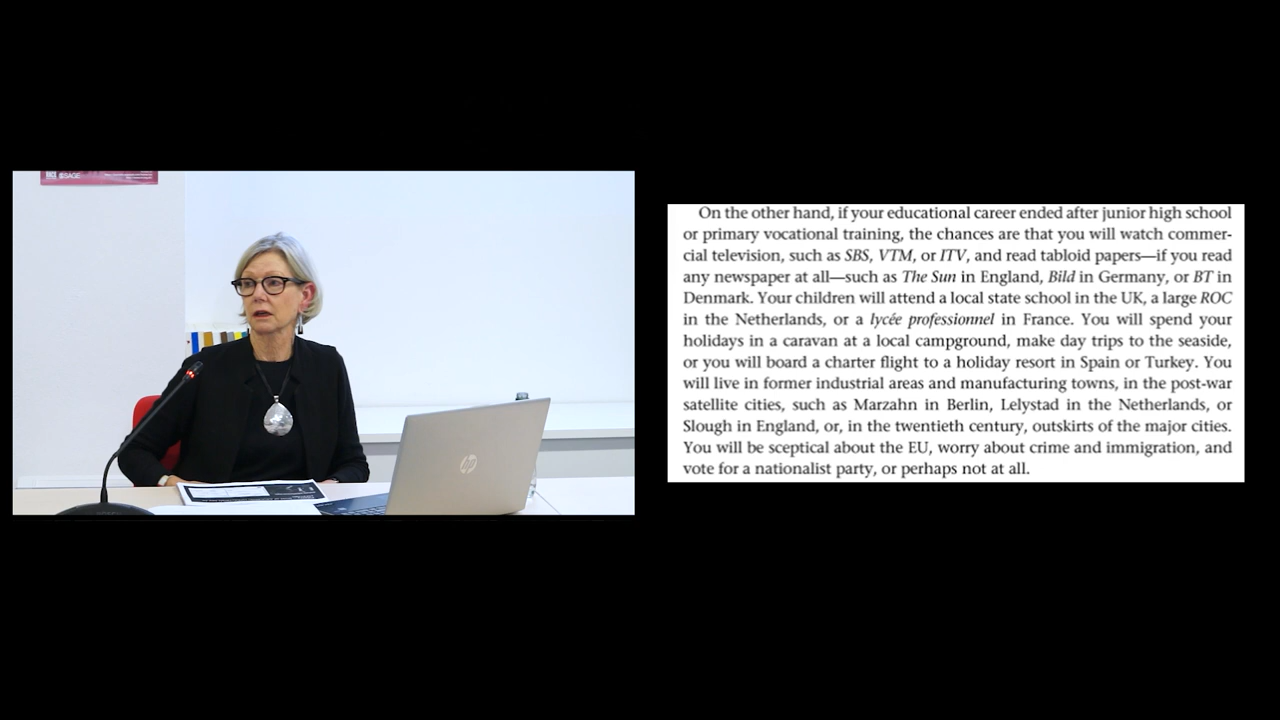 RACE SAGE
On the other hand, if your educational career ended after junior high school
or primary vocational training, the chances are that you will watch commer-
cial television, such as SBS, VTM, or ITV, and read tabloid papers—if you read
any newspaper at all—such as The Sun in England, Bild in Germany, or BT in
Denmark. Your children will attend a local state school in the UK, a large ROC
in the Netherlands, or a lycée professionnel in France. You will spend your
holidays in a caravan at a local campground, make day trips to the seaside,
or you will board a charter flight to a holiday resort in Spain or Turkey. You
will live in former industrial areas and manufacturing towns, in the post-war
satellite cities, such as Marzahn in Berlin, Lelystad in the Netherlands, or
Slough in England, or, in the twentieth century, outskirts of the major cities.
You will be sceptical about the EU, worry about crime and immigration, and
vote for a nationalist party, or perhaps not at all.
hp